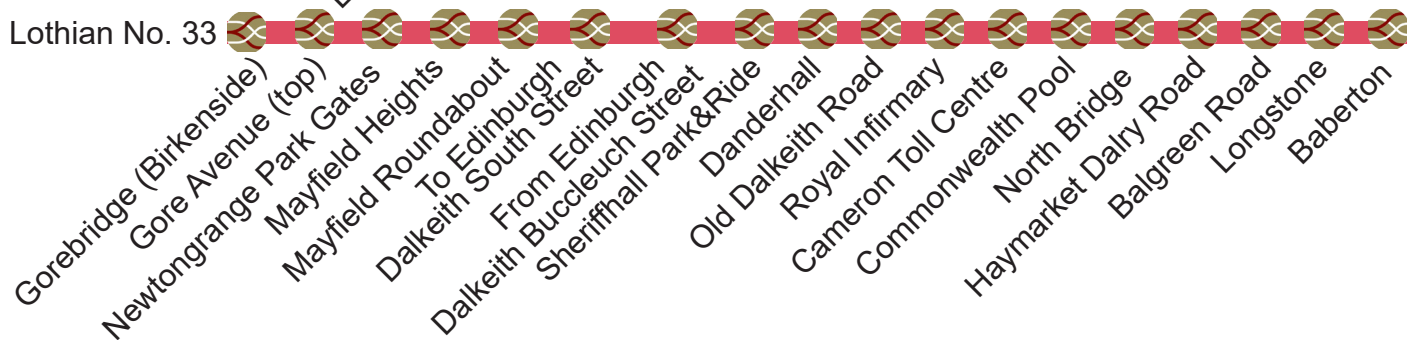 Lothian No. 33
Gorebridge (Birkenside)
Gore Avenue (top)
Newtongrange Park Gates
Mayfield Heights
Mayfield Roundabout
To Edinburgh
Dalkeith South Street
From Edinburgh
Dalkeith Buccleuch Street
Sheriffhall Park&Ride
Danderhall
Old Dalkeith Road
Royal Infirmary
Cameron Toll Centre
Commonwealth Pool
North Bridge
Haymarket Dalry Road
Balgreen Road
Longstone
Baberton